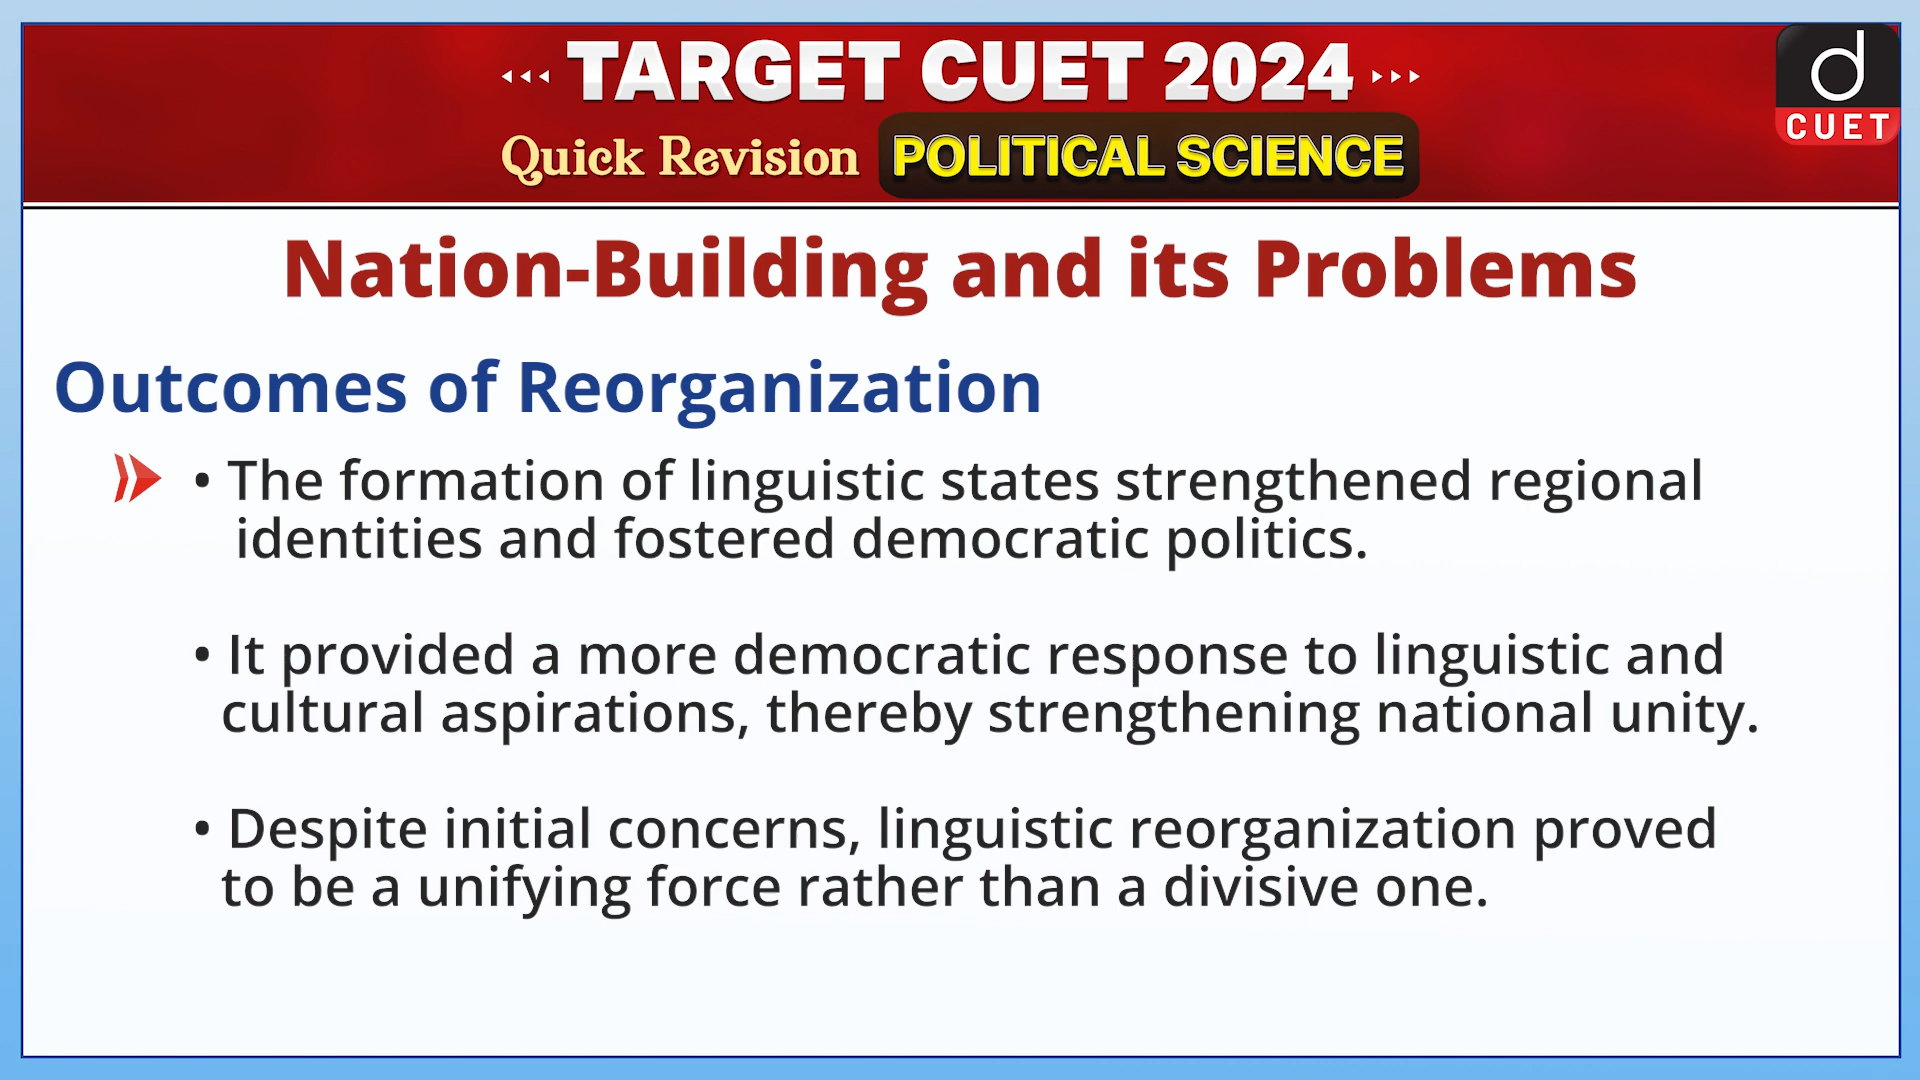 TARGET CUET 2024
d
CUET
Quick Revision POLITICAL SCIENCE
Nation-Building and its Problems
Outcomes of Reorganization
• The formation of linguistic states strengthened regional
identities and fostered democratic politics.
• It provided a more democratic response to linguistic and
cultural aspirations, thereby strengthening national unity.
• Despite initial concerns, linguistic reorganization proved
to be a unifying force rather than a divisive one.